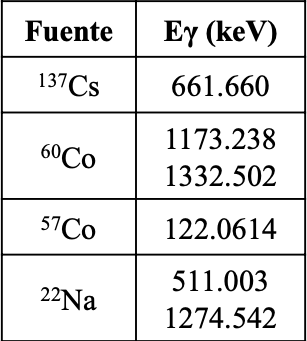 Fuente Eγ (keV)
¹³⁷Cs 661.660
⁶⁰Co 1173.238
1332.502
⁵⁷Co 122.0614
²²Na 511.003
1274.542